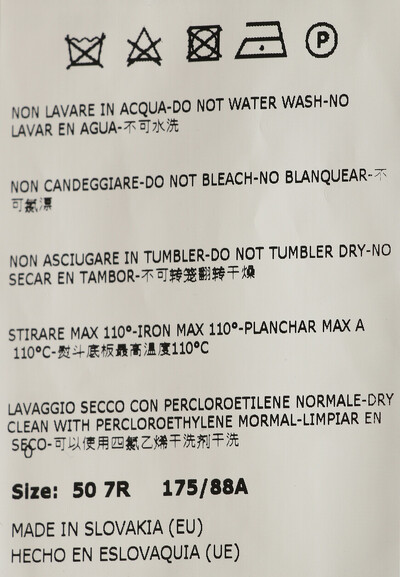 P
NON LAVARE IN ACQUA-DO NOT WATER WASH-NO
LAVAR EN AGUA-不可水洗
NON CANDEGGIARE-DO NOT BLEACH-NO BLANQUEAR-不
可氯漂
NON ASCIUGARE IN TUMBLER-DO NOT TUMBLER DRY-NO
SECAR EN TAMBOR-不可转笼翻转干燥
STIRARE MAX 110°-IRON MAX 110°-PLANCHAR MAX A
110°C-熨斗底板最高温度110°C
LAVAGGIO SECCO CON PERCLOROETILENE NORMALE-DRY
CLEAN WITH PERCLOROETHYLENE MORMAL-LIMPIAR EN
SECO-可以使用四氯乙烯干洗剂干洗
Size: 50 7R 175/88A
MADE IN SLOVAKIA (EU)
HECHO EN ESLOVAQUIA (UE)